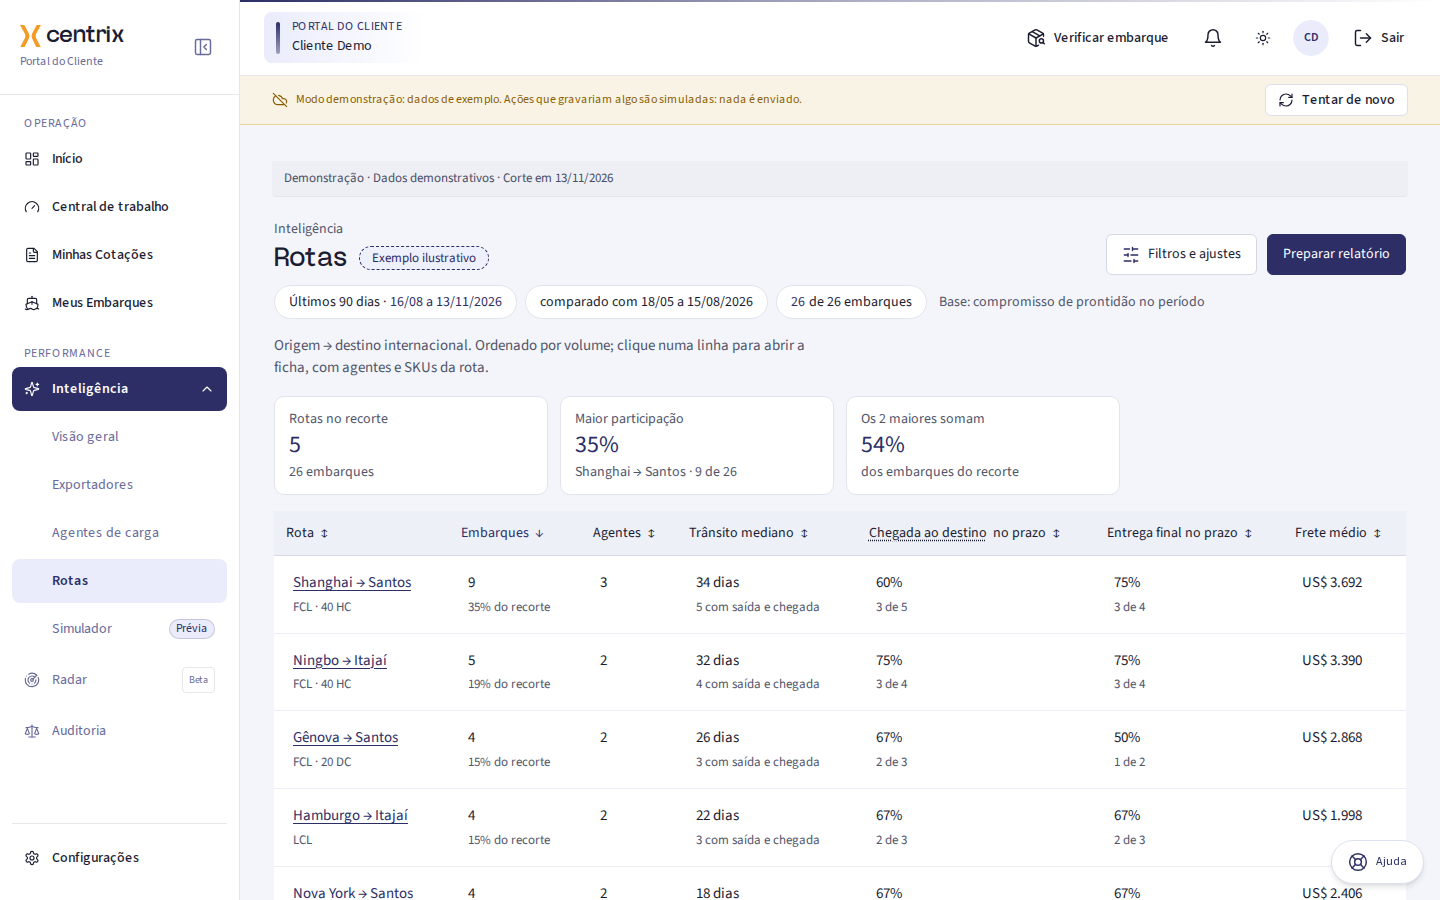 centrix
Portal do Cliente
OPERAÇÃO
Início
Central de trabalho
Minhas Cotações
Meus Embarques
PERFORMANCE
Inteligência
Visão geral
Exportadores
Agentes de carga
Rotas
Simulador Prévia
Radar Beta
Auditoria
Configurações
PORTAL DO CLIENTE
Cliente Demo
Verificar embarque
CD
Sair
Modo demonstração: dados de exemplo. Ações que gravariam algo são simuladas: nada é enviado.
Tentar de novo
Demonstração · Dados demonstrativos · Corte em 13/11/2026
Inteligência
Rotas Exemplo ilustrativo
Filtros e ajustes
Preparar relatório
Últimos 90 dias · 16/08 a 13/11/2026 comparado com 18/05 a 15/08/2026 26 de 26 embarques Base: compromisso de prontidão no período
Origem → destino internacional. Ordenado por volume; clique numa linha para abrir a
ficha, com agentes e SKUs da rota.
Rotas no recorte
5
26 embarques
Maior participação
35%
Shanghai → Santos · 9 de 26
Os 2 maiores somam
54%
dos embarques do recorte
Rota ↕ Embarques ↓ Agentes ↕ Trânsito mediano ↕ Chegada ao destino no prazo ↕ Entrega final no prazo ↕ Frete médio ↕
Shanghai → Santos 9 3 34 dias 60% 75% US$ 3.692
FCL · 40 HC 35% do recorte 5 com saída e chegada 3 de 5 3 de 4
Ningbo → Itajaí 5 2 32 dias 75% 75% US$ 3.390
FCL · 40 HC 19% do recorte 4 com saída e chegada 3 de 4 3 de 4
Gênova → Santos 4 2 26 dias 67% 50% US$ 2.868
FCL · 20 DC 15% do recorte 3 com saída e chegada 2 de 3 1 de 2
Hamburgo → Itajaí 4 2 22 dias 67% 67% US$ 1.998
LCL 15% do recorte 3 com saída e chegada 2 de 3 2 de 3
Nova York → Santos 4 2 18 dias 67% 67% US$ 2.406
Ajuda